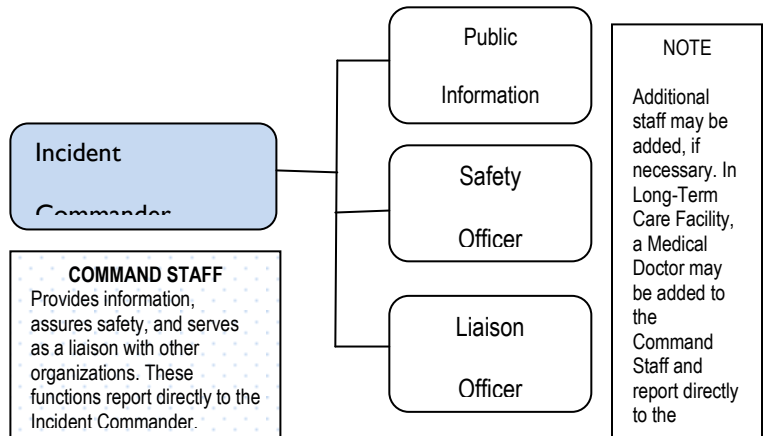 Public
Information
Incident
Commander
Safety
Officer
Liaison
Officer
COMMAND STAFF
Provides information,
assures safety, and serves
as a liaison with other
organizations. These
functions report directly to the
Incident Commander.
NOTE
Additional
staff may be
added, if
necessary. In
Long-Term
Care Facility,
a Medical
Doctor may
be added to
the
Command
Staff and
report directly
to the